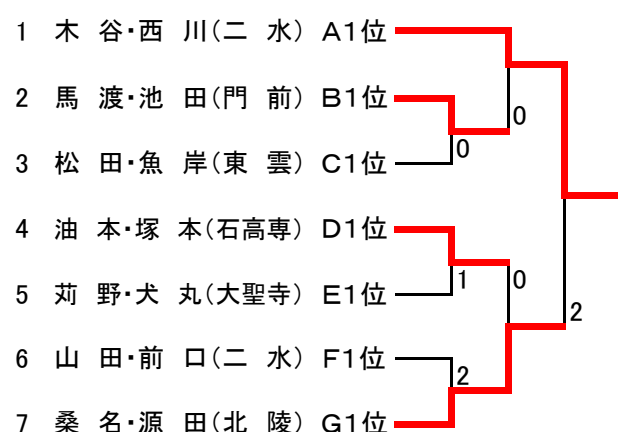 1 木 谷・西 川(二 水) A1位
2 馬 渡・池 田(門 前) B1位
0
0
3 松 田・魚 岸(東 雲) C1位
4 油 本・塚 本(石高専) D1位
1
0
5 苅 野・犬 丸(大聖寺) E1位
2
6 山 田・前 口(二 水) F1位
2
7 桑 名・源 田(北 陵) G1位